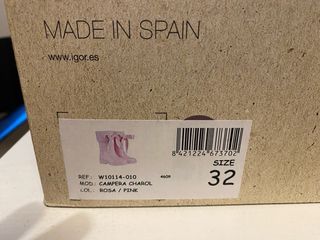 MADE IN SPAIN
www.igor.es
8 421224 673702
REF: W10114-010 4609
SIZE
MOD: CAMPERA CHAROL
32
COL: ROSA / PINK